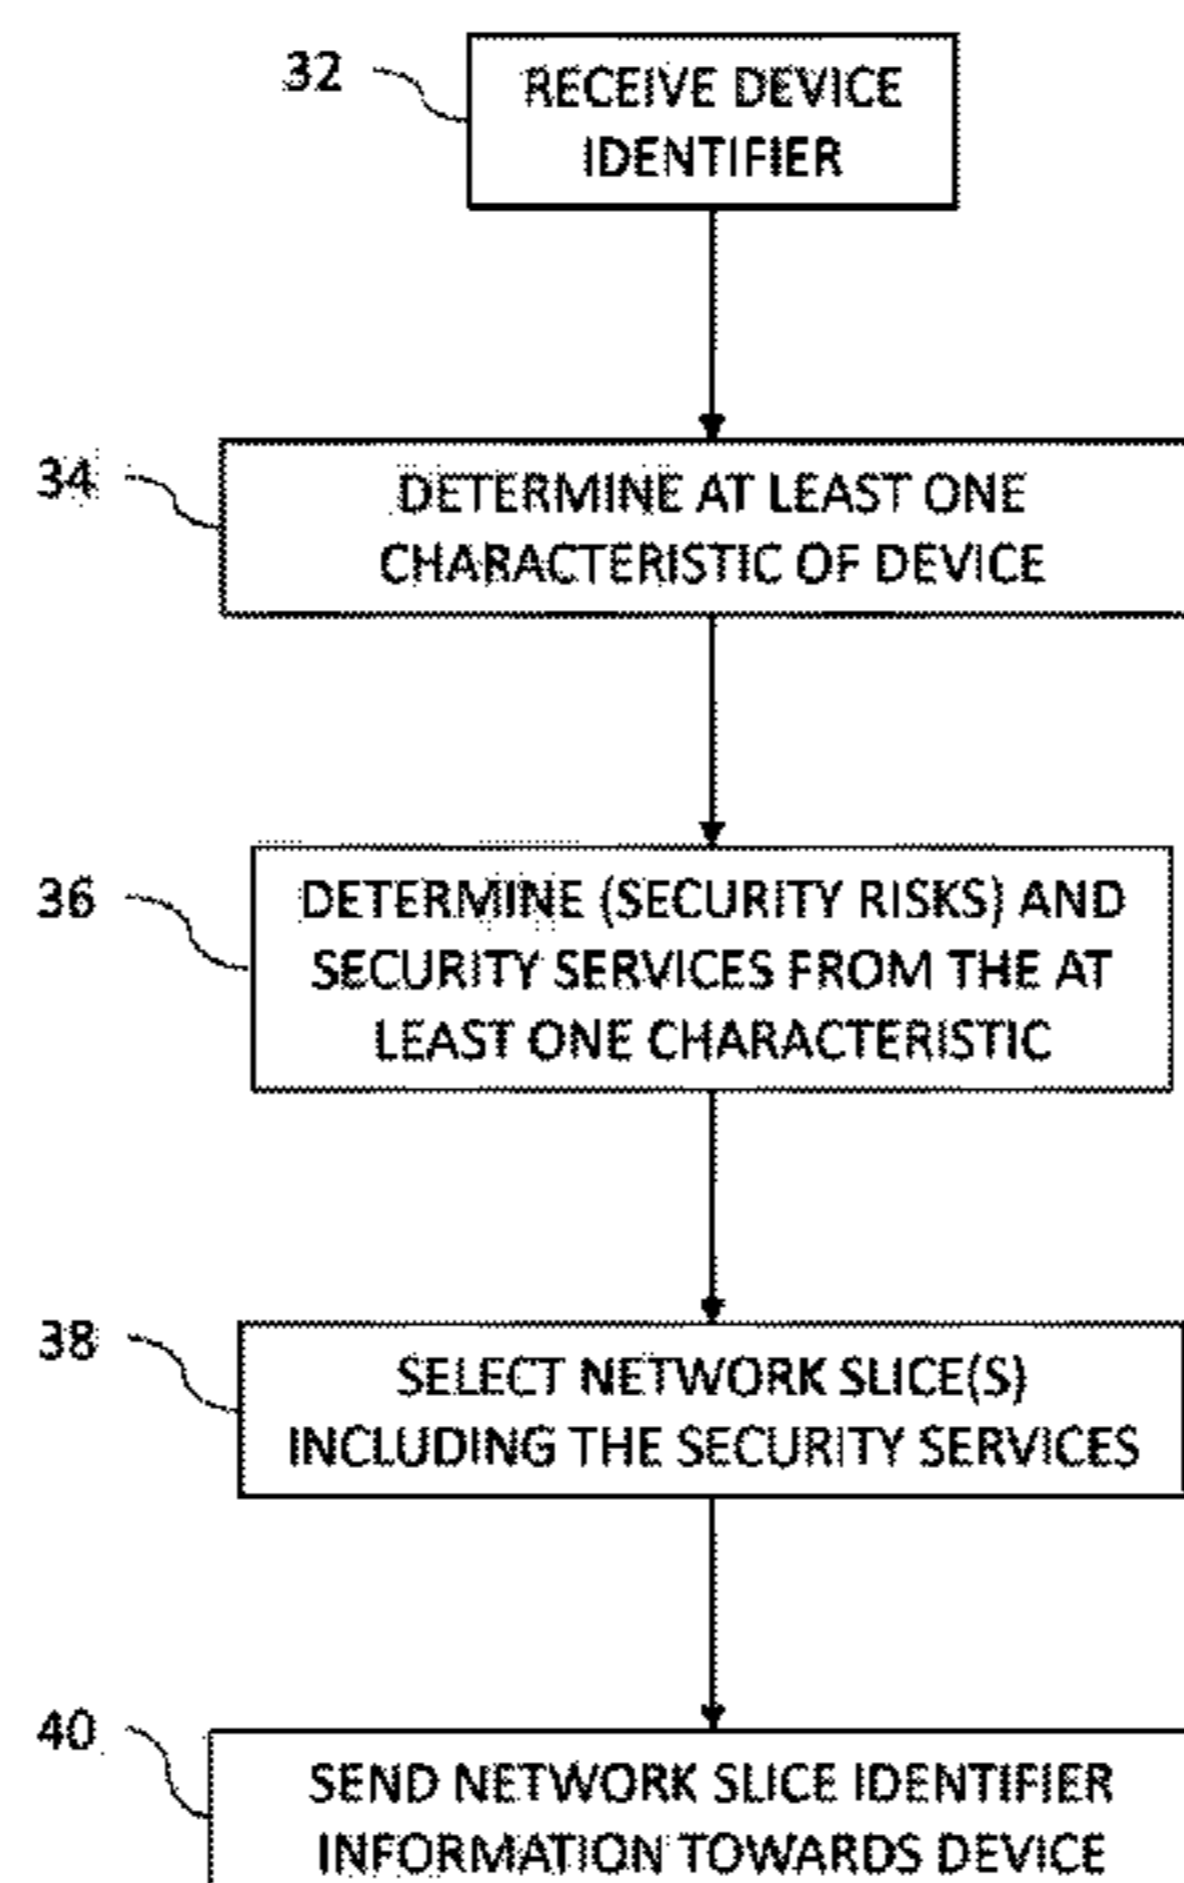 32
RECEIVE DEVICE
IDENTIFIER
34
DETERMINE AT LEAST ONE
CHARACTERISTIC OF DEVICE
36
DETERMINE (SECURITY RISKS) AND
SECURITY SERVICES FROM THE AT
LEAST ONE CHARACTERISTIC
38
SELECT NETWORK SLICE(S)
INCLUDING THE SECURITY SERVICES
40
SEND NETWORK SLICE IDENTIFIER
INFORMATION TOWARDS DEVICE